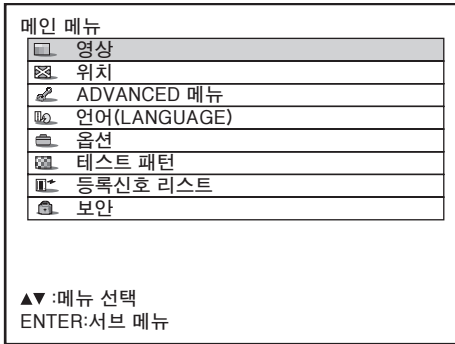 메인 메뉴
영상
위치
ADVANCED 메뉴
언어(LANGUAGE)
옵션
테스트 패턴
등록신호 리스트
보안
▲▼ :메뉴 선택
ENTER:서브 메뉴